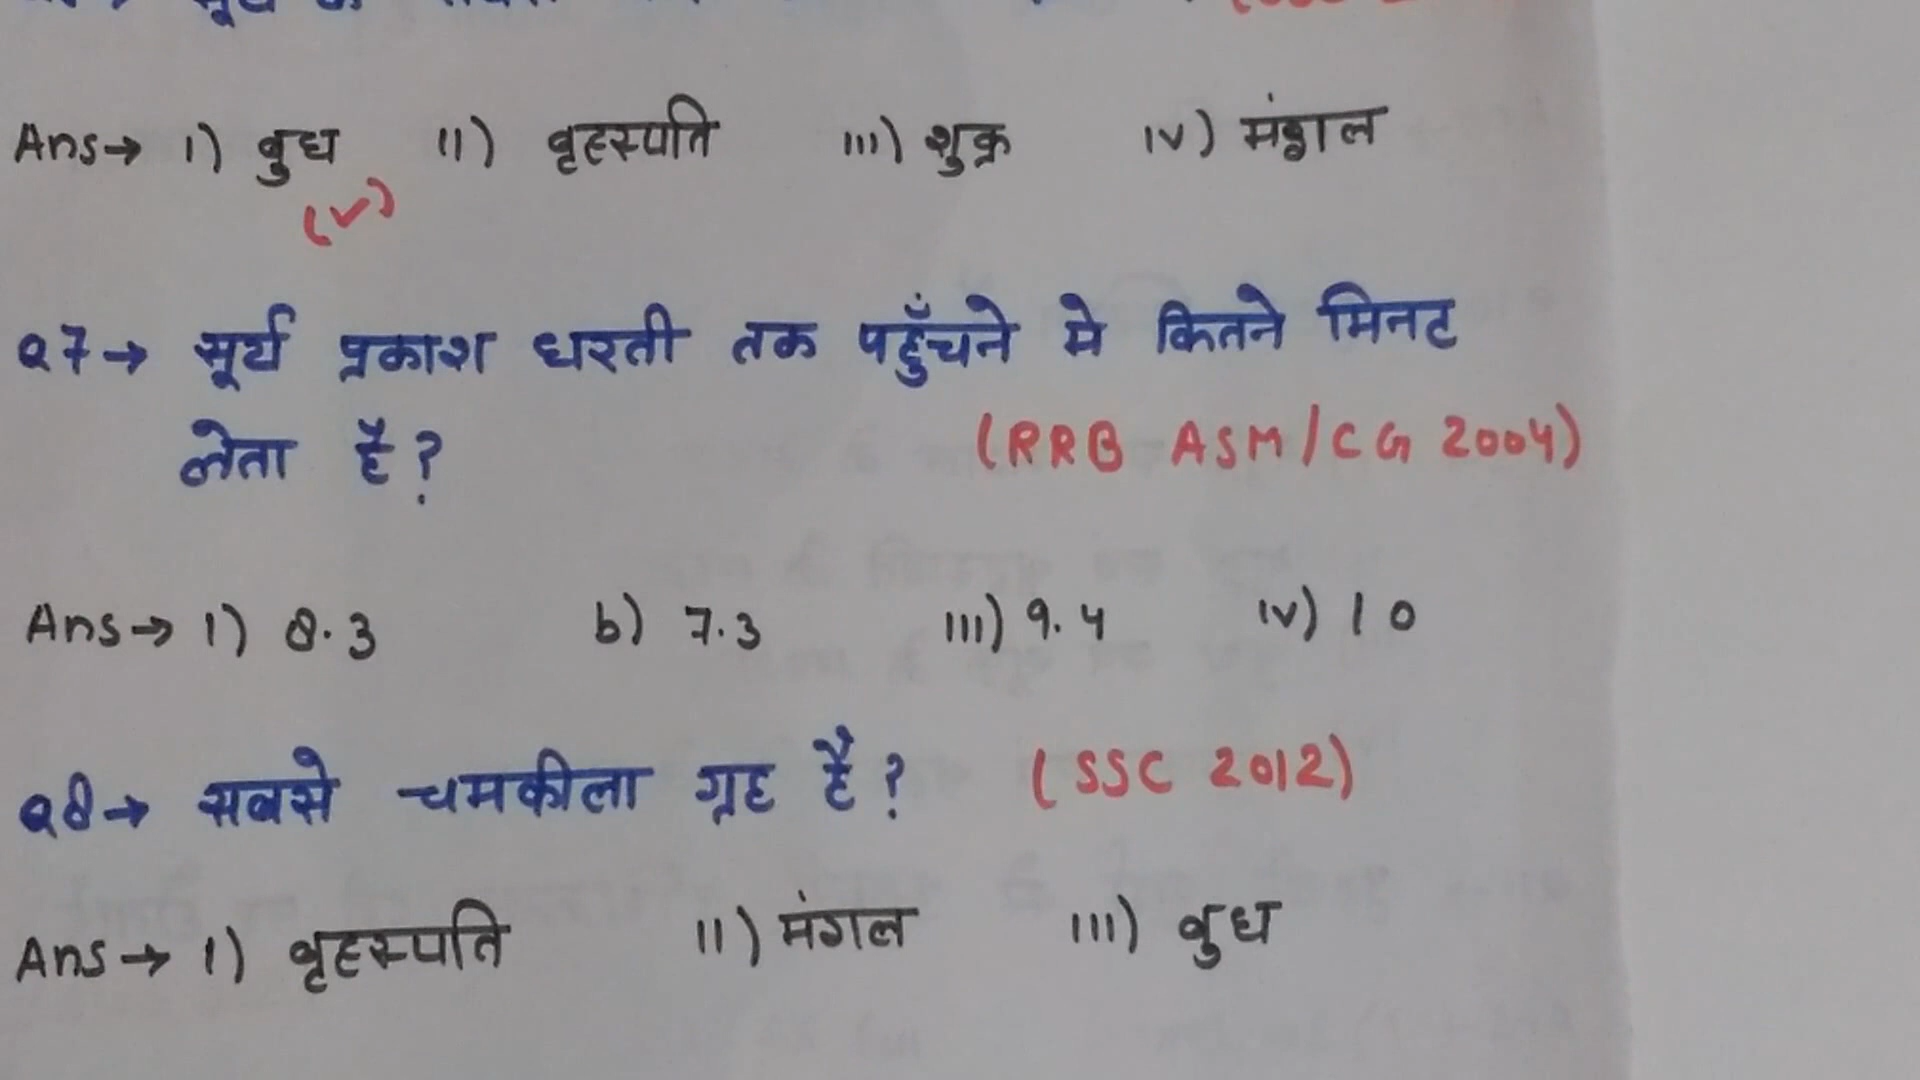 सूर्य के
Ans→ i) बुध ii) बृहस्पति iii) शुक्र iv) मंगल
(✓)
Q7→ सूर्य प्रकाश धरती तक पहुँचने मे कितने मिनट
लेता है?
(RRB ASM/CG 2004)
Ans→ i) 8.3 b) 7.3 iii) 9.4 iv) 10
Q8→ सबसे चमकीला ग्रह है? (SSC 2012)
Ans→ i) बृहस्पति ii) मंगल iii) बुध